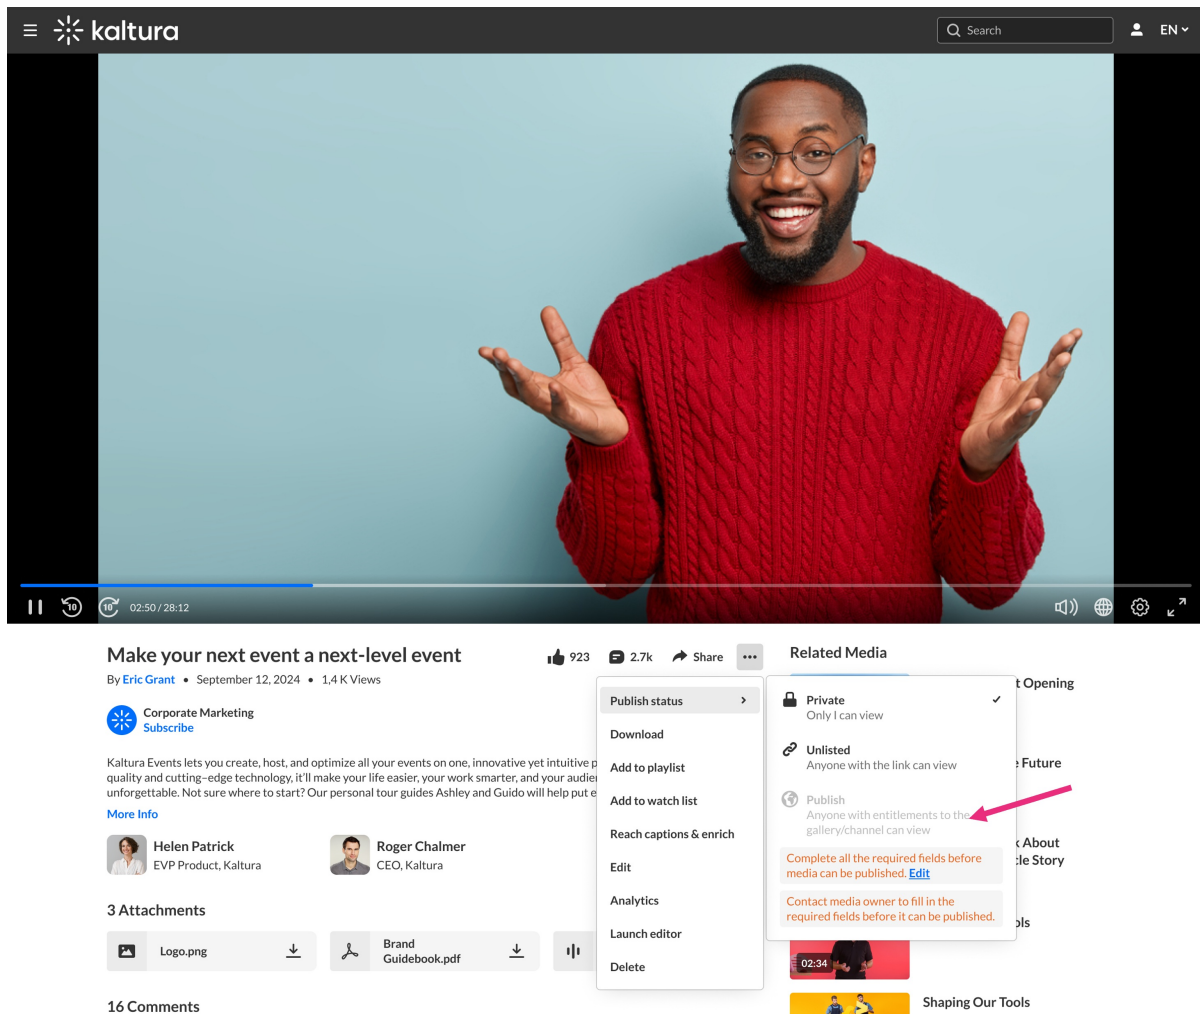 kaltura
Search
EN
10
10
02:50 / 28:12
Make your next event a next-level event
923
2.7k
Share
By Eric Grant • September 12, 2024 • 1,4 K Views
Corporate Marketing
Subscribe
Kaltura Events lets you create, host, and optimize all your events on one, innovative yet intuitive p
quality and cutting–edge technology, it'll make your life easier, your work smarter, and your audien
unforgettable. Not sure where to start? Our personal tour guides Ashley and Guido will help put e
More Info
Helen Patrick
EVP Product, Kaltura
Roger Chalmer
CEO, Kaltura
3 Attachments
Logo.png
Brand
Guidebook.pdf
16 Comments
Publish status
Download
Add to playlist
Add to watch list
Reach captions & enrich
Edit
Analytics
Launch editor
Delete
Private
Only I can view
Unlisted
Anyone with the link can view
Publish
Anyone with entitlements to the
gallery/channel can view
Complete all the required fields before
media can be published. Edit
Contact media owner to fill in the
required fields before it can be published.
Related Media
t Opening
e Future
k About
cle Story
ols
02:34
Shaping Our Tools